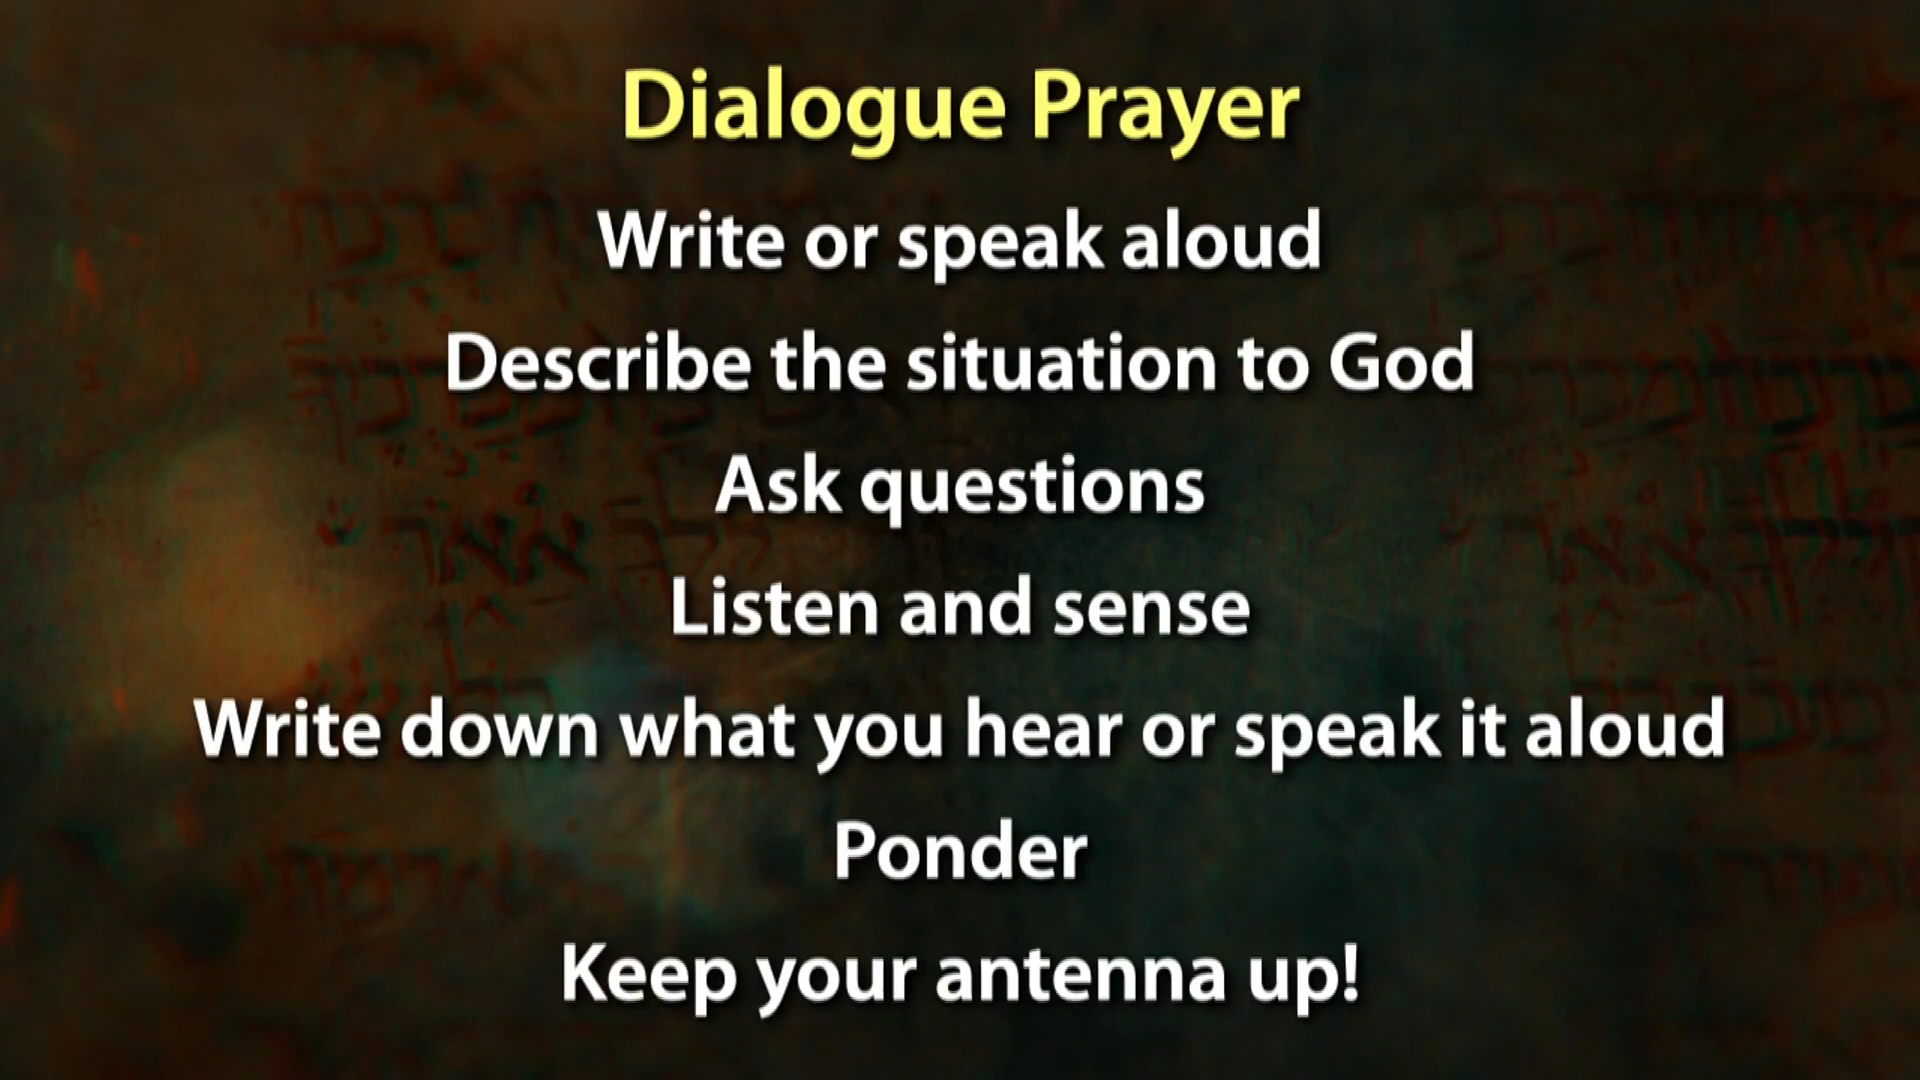 Dialogue Prayer
Write or speak aloud
Describe the situation to God
Ask questions
Listen and sense
Write down what you hear or speak it aloud
Ponder
Keep your antenna up!